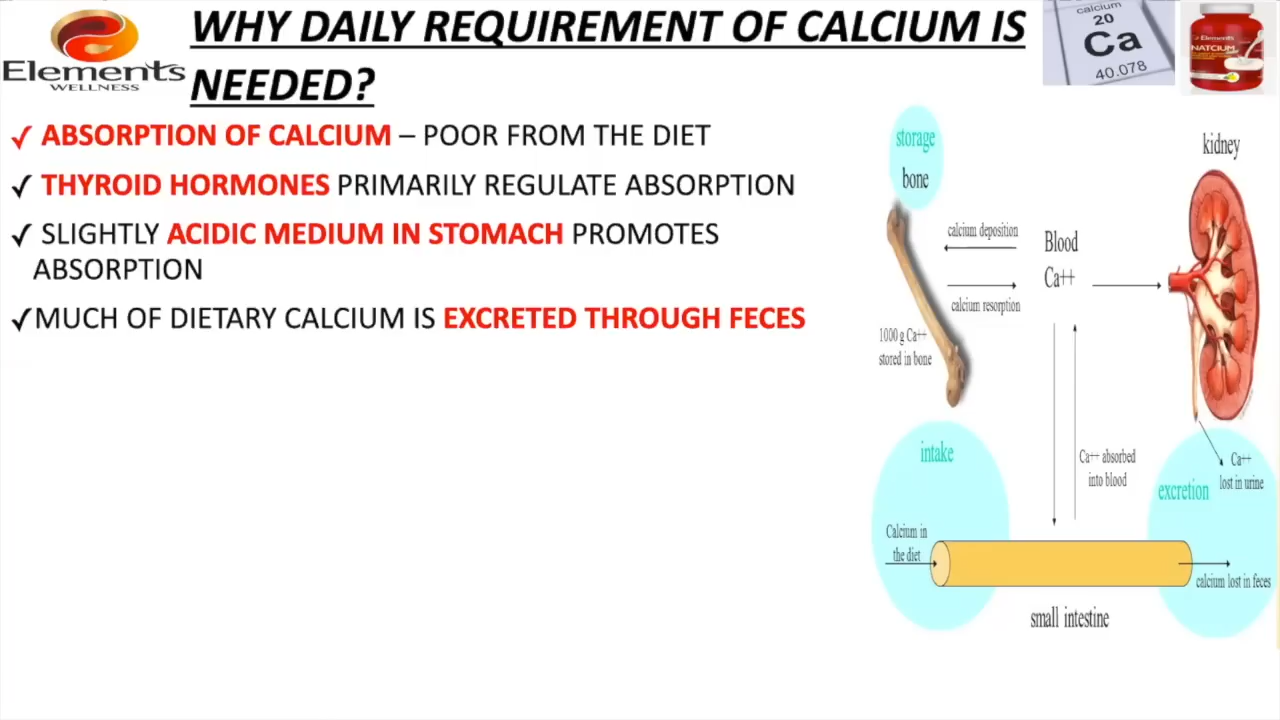 Elements
WELLNESS
WHY DAILY REQUIREMENT OF CALCIUM IS
NEEDED?
calcium
20
Ca
40.078
Elements
NATCIUM
✓ ABSORPTION OF CALCIUM – POOR FROM THE DIET
✓ THYROID HORMONES PRIMARILY REGULATE ABSORPTION
✓ SLIGHTLY ACIDIC MEDIUM IN STOMACH PROMOTES
ABSORPTION
✓MUCH OF DIETARY CALCIUM IS EXCRETED THROUGH FECES
storage
bone
kidney
calcium deposition
Blood
Ca++
calcium resorption
1000 g Ca++
stored in bone
intake
Ca++ absorbed
into blood
Ca++
lost in urine
excretion
Calcium in
the diet
calcium lost in feces
small intestine